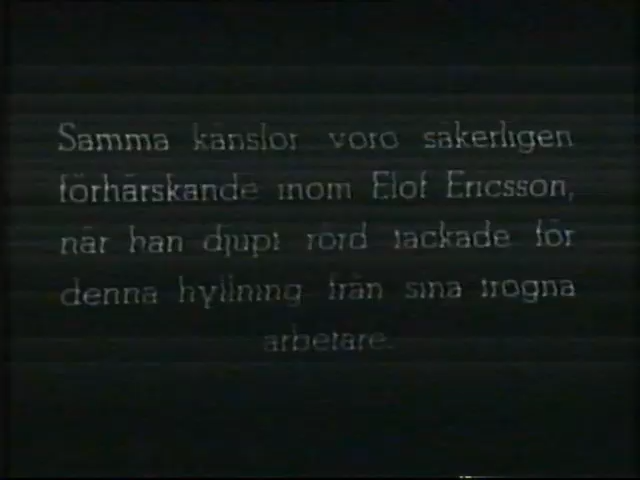 Samma känslor voro säkerligen
förhärskande inom Elof Ericsson,
när han djupt rörd tackade för
denna hyllning från sina trogna
arbetare.